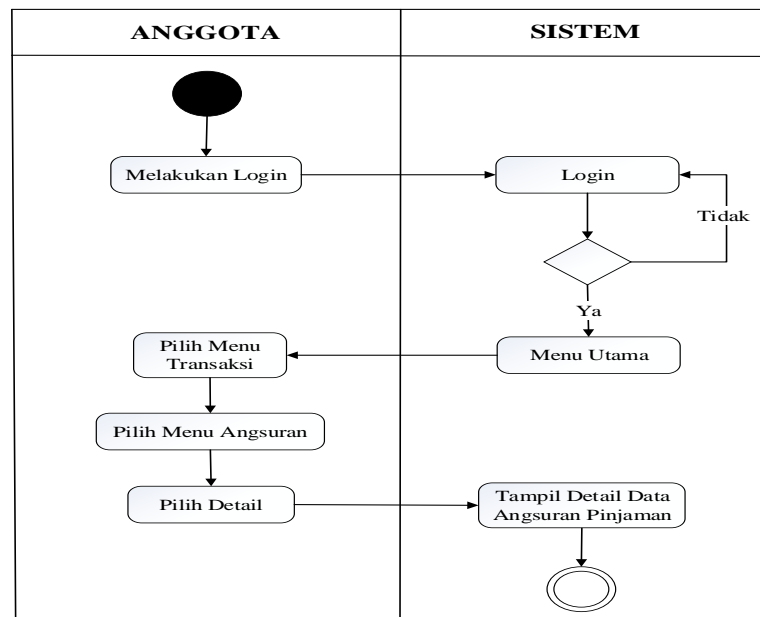 ANGGOTA
SISTEM
Melakukan Login
Login
Tidak
Ya
Pilih Menu
Transaksi
Menu Utama
Pilih Menu Angsuran
Pilih Detail
Tampil Detail Data
Angsuran Pinjaman